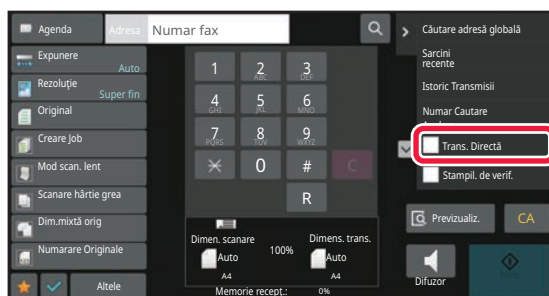 Agenda
Adresa
Numar fax
Expunere
Auto
Rezoluție
Super fin
Original
Creare Job
Mod scan. lent
Scanare hârtie grea
Dim.mixtă orig
Numarare Originale
Altele
1
2
ABC
3
DEF
4
GHI
5
JKL
6
MNO
7
PQRS
8
TUV
9
WXYZ
0
#
C
R
Dimen. scanare
100%
Dimens. trans.
Auto
Auto
A4
A4
Memorie recepț.:
0%
Căutare adresă globală
Sarcini
recente
Istoric Transmisii
Numar Cautare
Trans. Directă
Stampil. de verif.
Previzualiz.
CA
Difuzor